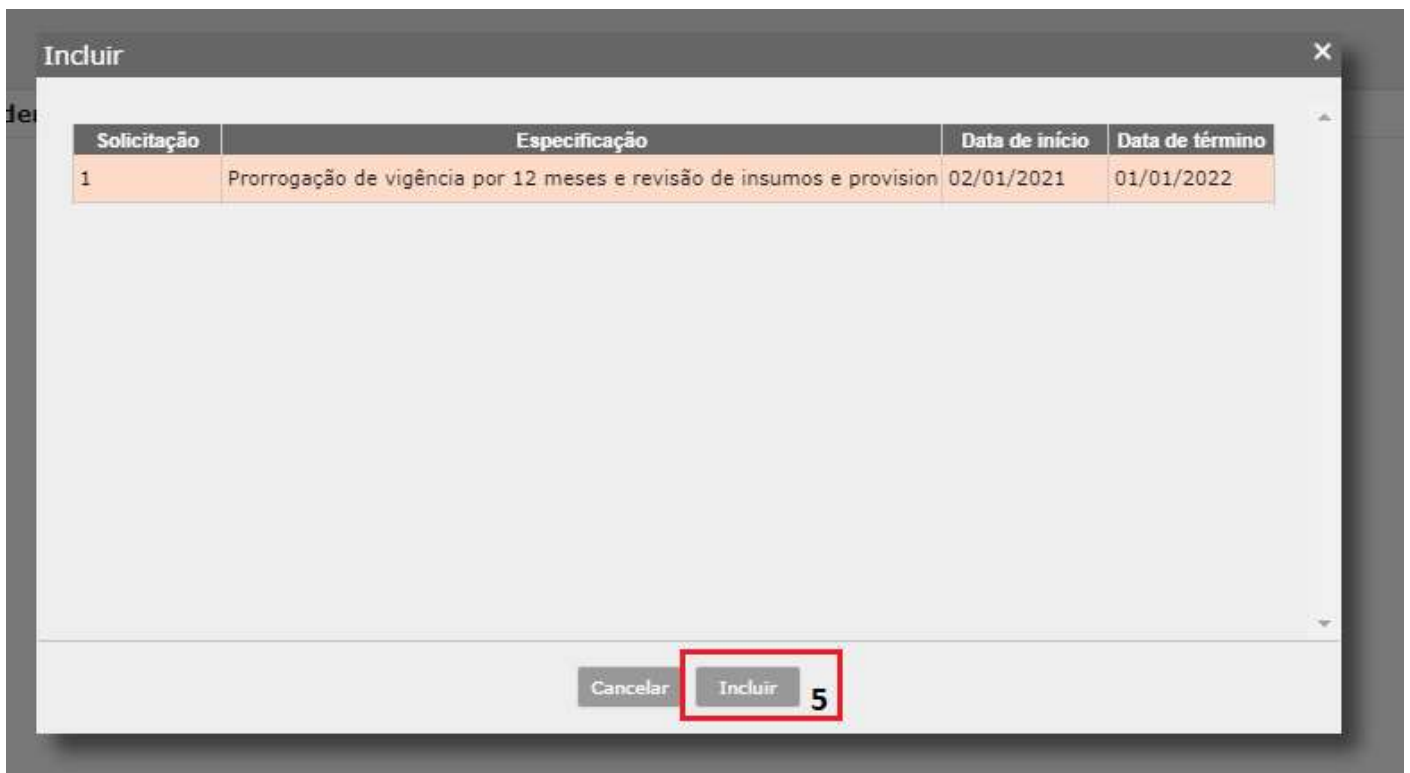 Incluir ×
Solicitação Especificação Data de início Data de término
1 Prorrogação de vigência por 12 meses e revisão de insumos e provision 02/01/2021 01/01/2022
Cancelar Incluir 5